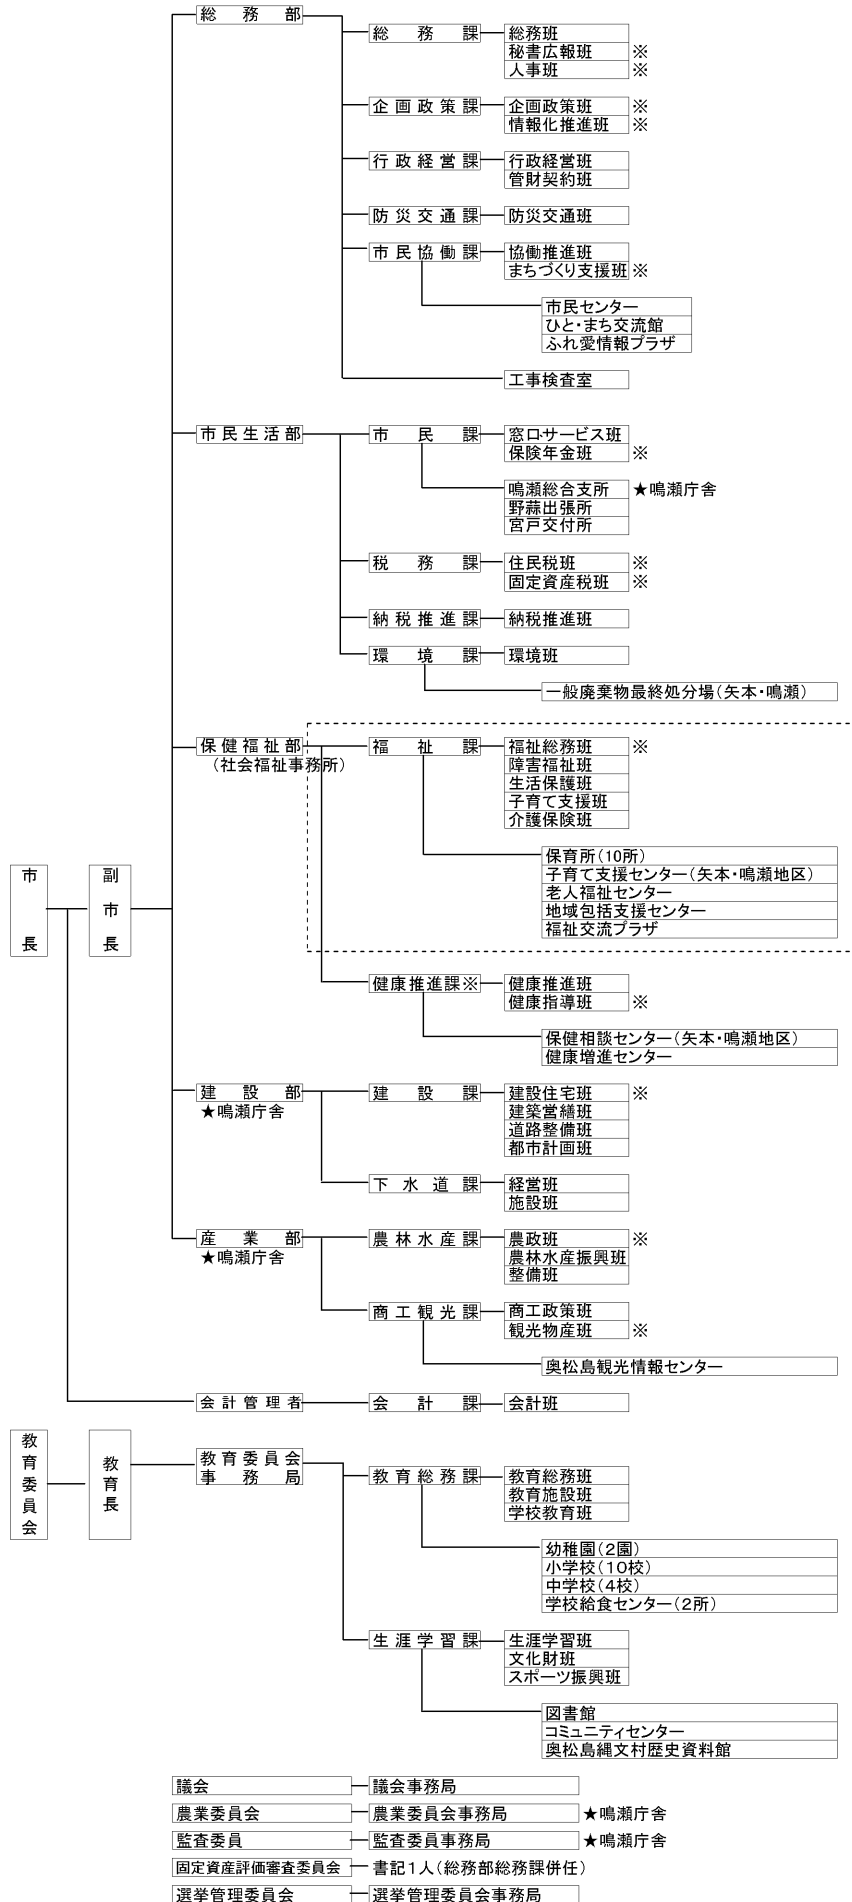 総務部
総務課 総務班
秘書広報班 ※
人事班 ※
企画政策課 企画政策班 ※
情報化推進班 ※
行政経営課 行政経営班
管財契約班
防災交通課 防災交通班
市民協働課 協働推進班
まちづくり支援班 ※
市民センター
ひと・まち交流館
ふれ愛情報プラザ
工事検査室
市民生活部 市民課 窓口サービス班
保険年金班 ※
鳴瀬総合支所 ★鳴瀬庁舎
野蒜出張所
宮戸交付所
税務課 住民税班 ※
固定資産税班 ※
納税推進課 納税推進班
環境課 環境班
一般廃棄物最終処分場(矢本・鳴瀬)
保健福祉部 福祉課 福祉総務班 ※
(社会福祉事務所) 障害福祉班
生活保護班
子育て支援班
介護保険班
保育所(10所)
子育て支援センター(矢本・鳴瀬地区)
老人福祉センター
地域包括支援センター
福祉交流プラザ
市長 副市長
健康推進課※ 健康推進班
健康指導班 ※
保健相談センター(矢本・鳴瀬地区)
健康増進センター
建設部 建設課 建設住宅班 ※
★鳴瀬庁舎 建築営繕班
道路整備班
都市計画班
下水道課 経営班
施設班
産業部 農林水産課 農政班 ※
★鳴瀬庁舎 農林水産振興班
整備班
商工観光課 商工政策班
観光物産班 ※
奥松島観光情報センター
会計管理者 会計課 会計班
教育委員会 教育長 教育委員会
事務局
教育総務課 教育総務班
教育施設班
学校教育班
幼稚園(2園)
小学校(10校)
中学校(4校)
学校給食センター(2所)
生涯学習課 生涯学習班
文化財班
スポーツ振興班
図書館
コミュニティセンター
奥松島縄文村歴史資料館
議会 議会事務局
農業委員会 農業委員会事務局 ★鳴瀬庁舎
監査委員 監査委員事務局 ★鳴瀬庁舎
固定資産評価審査委員会 書記1人(総務部総務課併任)
選挙管理委員会 選挙管理委員会事務局